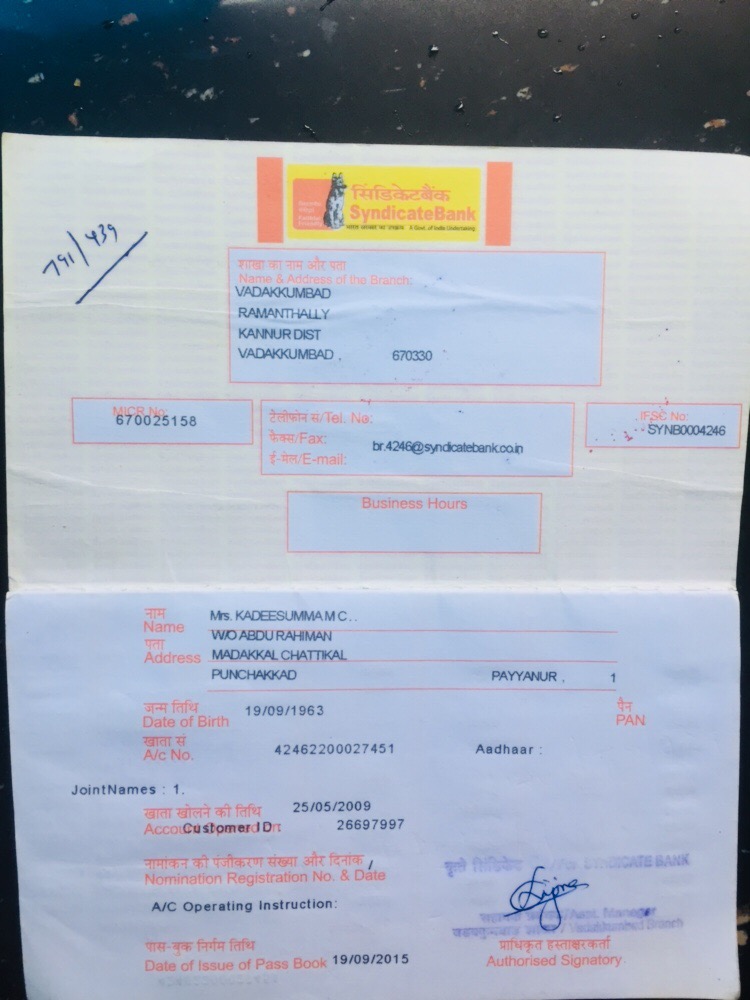 791/439
सिंडिकेटबैंक
SyndicateBank
भारत सरकार का उपक्रम A Govt. of India Undertaking
शाखा का नाम और पता
Name & Address of the Branch:
VADAKKUMBAD
RAMANTHALLY
KANNUR DIST
VADAKKUMBAD , 670330
MICR No:
670025158
टेलीफोन सं/Tel. No:
फेक्स/Fax:
ई-मेल/E-mail:
br.4246@syndicatebank.co.in
IFSC No:
SYNB0004246
Business Hours
नाम
Name
Mrs. KADEESUMMA M C . .
W/O ABDU RAHIMAN
पता
Address
MADAKKAL CHATTIKAL
PUNCHAKKAD PAYYANUR , 1
जन्म तिथि
Date of Birth 19/09/1963
पैन
PAN
खाता सं
A/c No. 42462200027451 Aadhaar :
JointNames : 1.
खाता खोलने की तिथि 25/05/2009
Account Opened on:
Customer ID : 26697997
नामांकन की पंजीकरण संख्या और दिनांक /
Nomination Registration No. & Date
SYNDICATE BANK
A/C Operating Instruction:
Asst. Manager
Vadakkumbad Branch
पास-बुक निर्गम तिथि
Date of Issue of Pass Book 19/09/2015
प्राधिकृत हस्ताक्षरकर्ता
Authorised Signatory